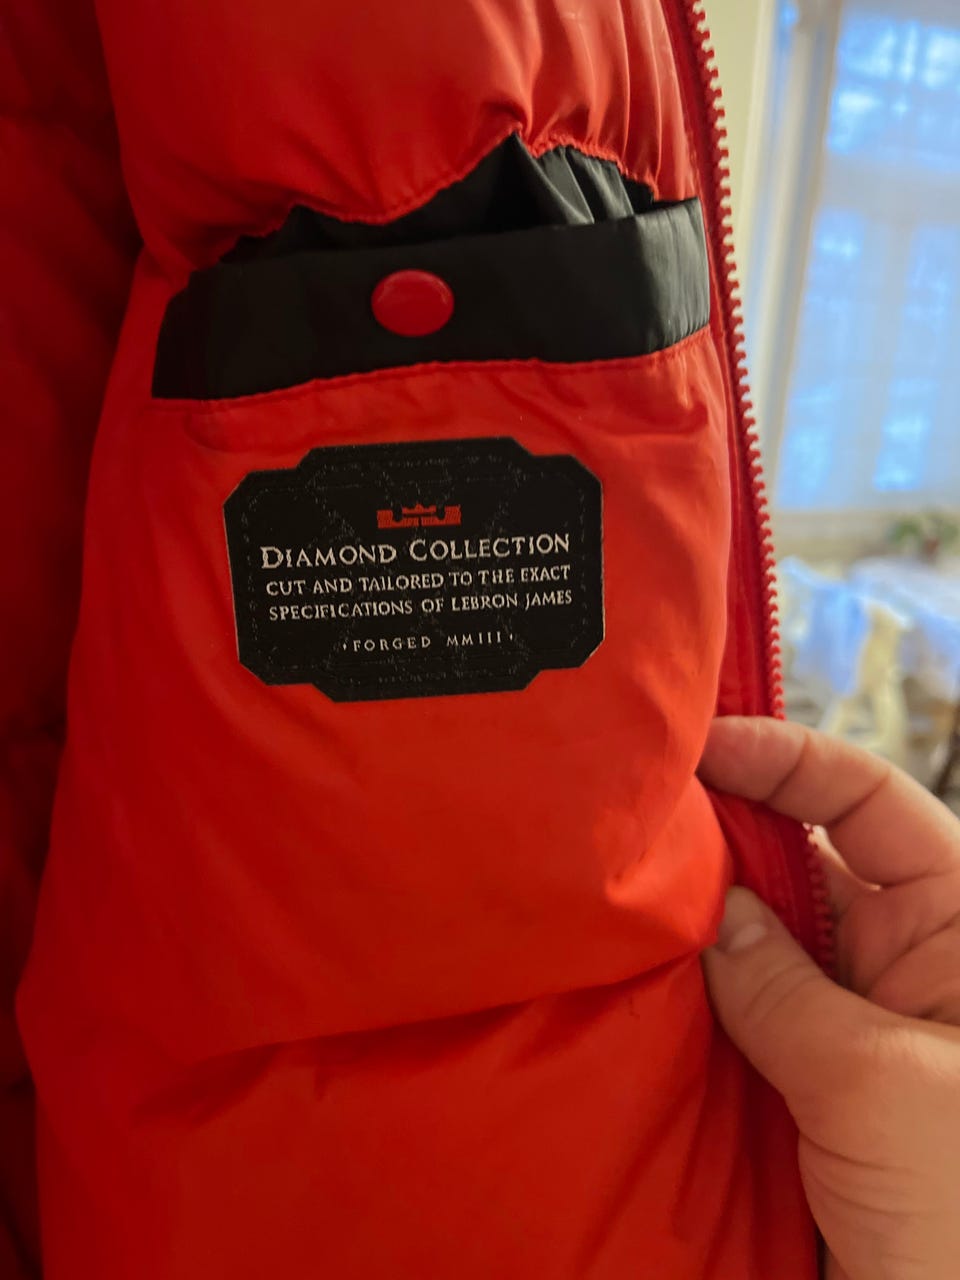 DIAMOND COLLECTION
CUT AND TAILORED TO THE EXACT
SPECIFICATIONS OF LEBRON JAMES
• FORGED MMIII •